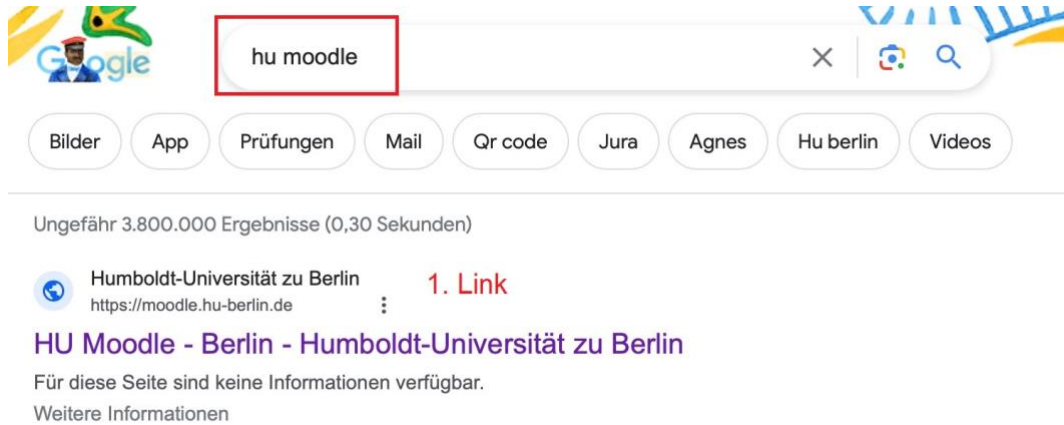 Google
hu moodle
Bilder App Prüfungen Mail Qr code Jura Agnes Hu berlin Videos
Ungefähr 3.800.000 Ergebnisse (0,30 Sekunden)
Humboldt-Universität zu Berlin
1. Link
https://moodle.hu-berlin.de
HU Moodle - Berlin - Humboldt-Universität zu Berlin
Für diese Seite sind keine Informationen verfügbar.
Weitere Informationen